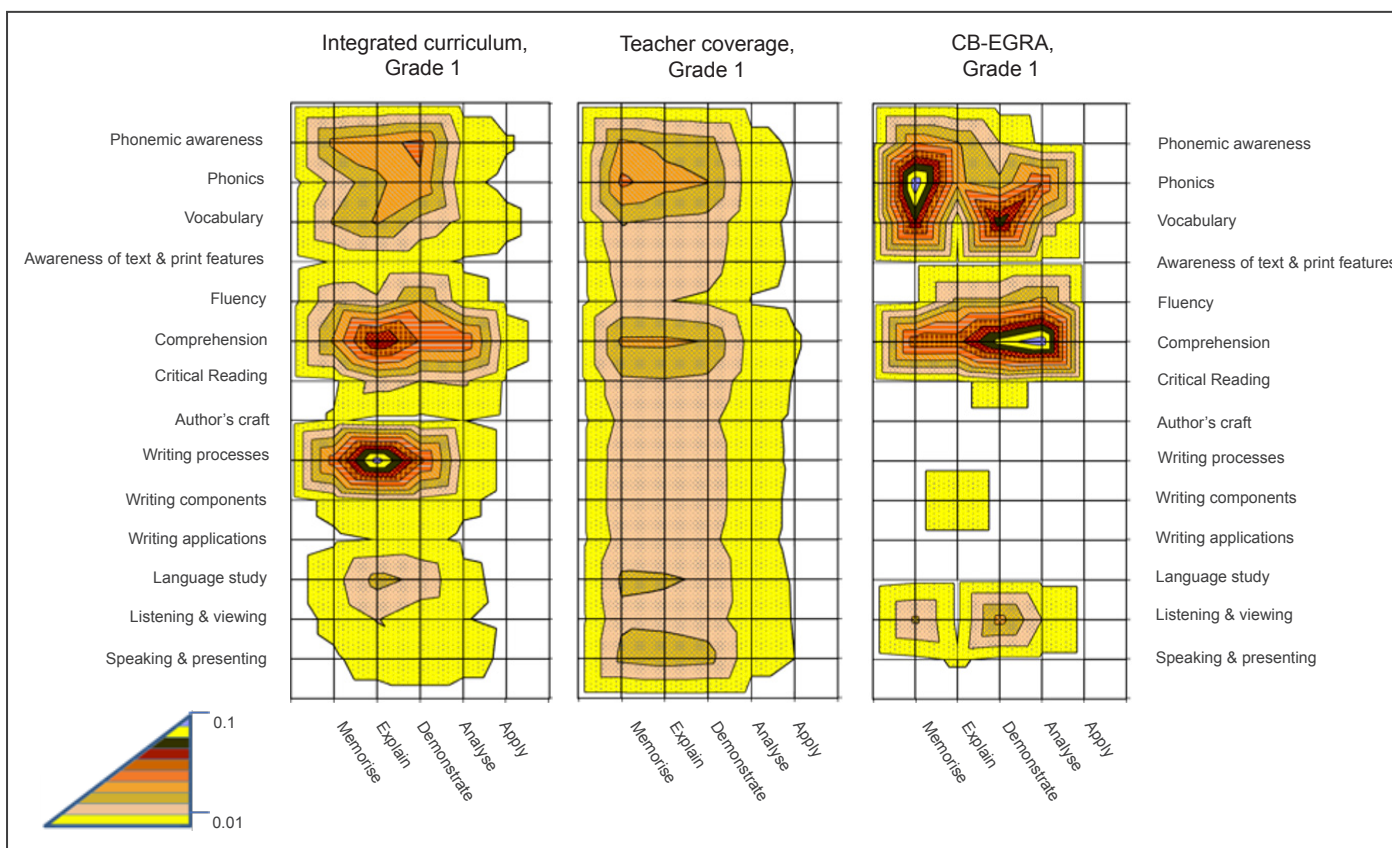 Integrated curriculum,
Grade 1
Teacher coverage,
Grade 1
CB-EGRA,
Grade 1
Phonemic awareness
Phonics
Vocabulary
Awareness of text & print features
Fluency
Comprehension
Critical Reading
Author’s craft
Writing processes
Writing components
Writing applications
Language study
Listening & viewing
Speaking & presenting
Phonemic awareness
Phonics
Vocabulary
Awareness of text & print features
Fluency
Comprehension
Critical Reading
Author’s craft
Writing processes
Writing components
Writing applications
Language study
Listening & viewing
Speaking & presenting
Memorise
Explain
Demonstrate
Analyse
Apply
Memorise
Explain
Demonstrate
Analyse
Apply
Memorise
Explain
Demonstrate
Analyse
Apply
0.1
0.01